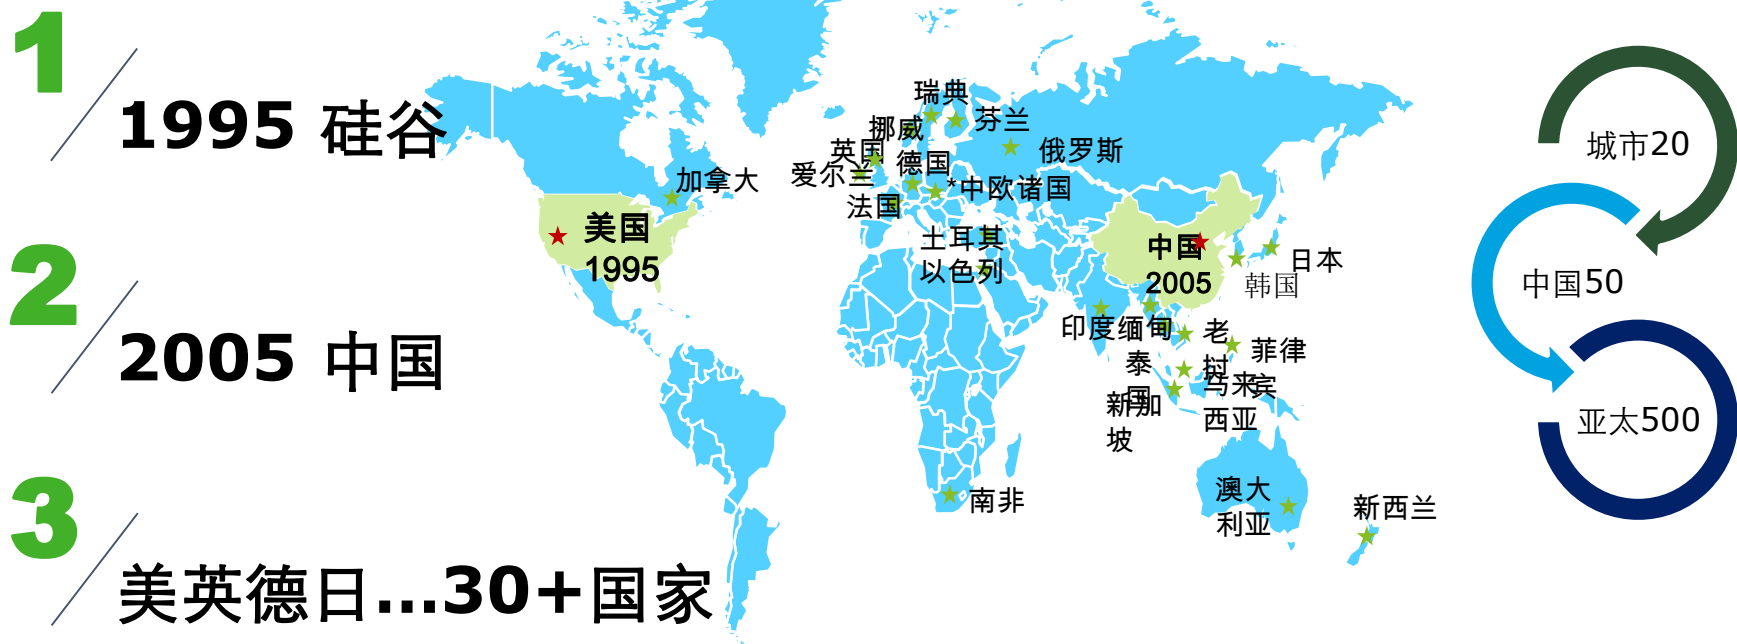 1
1995 硅谷
2
2005 中国
3
美英德日...30+国家
瑞典
芬兰
挪威
英国
德国
俄罗斯
爱尔兰
*中欧诸国
法国
加拿大
美国
1995
土耳其
以色列
中国
2005
日本
韩国
印度
缅甸
泰
国
老
挝
菲律
宾
马来
西亚
新加
坡
南非
澳大
利亚
新西兰
城市20
中国50
亚太500